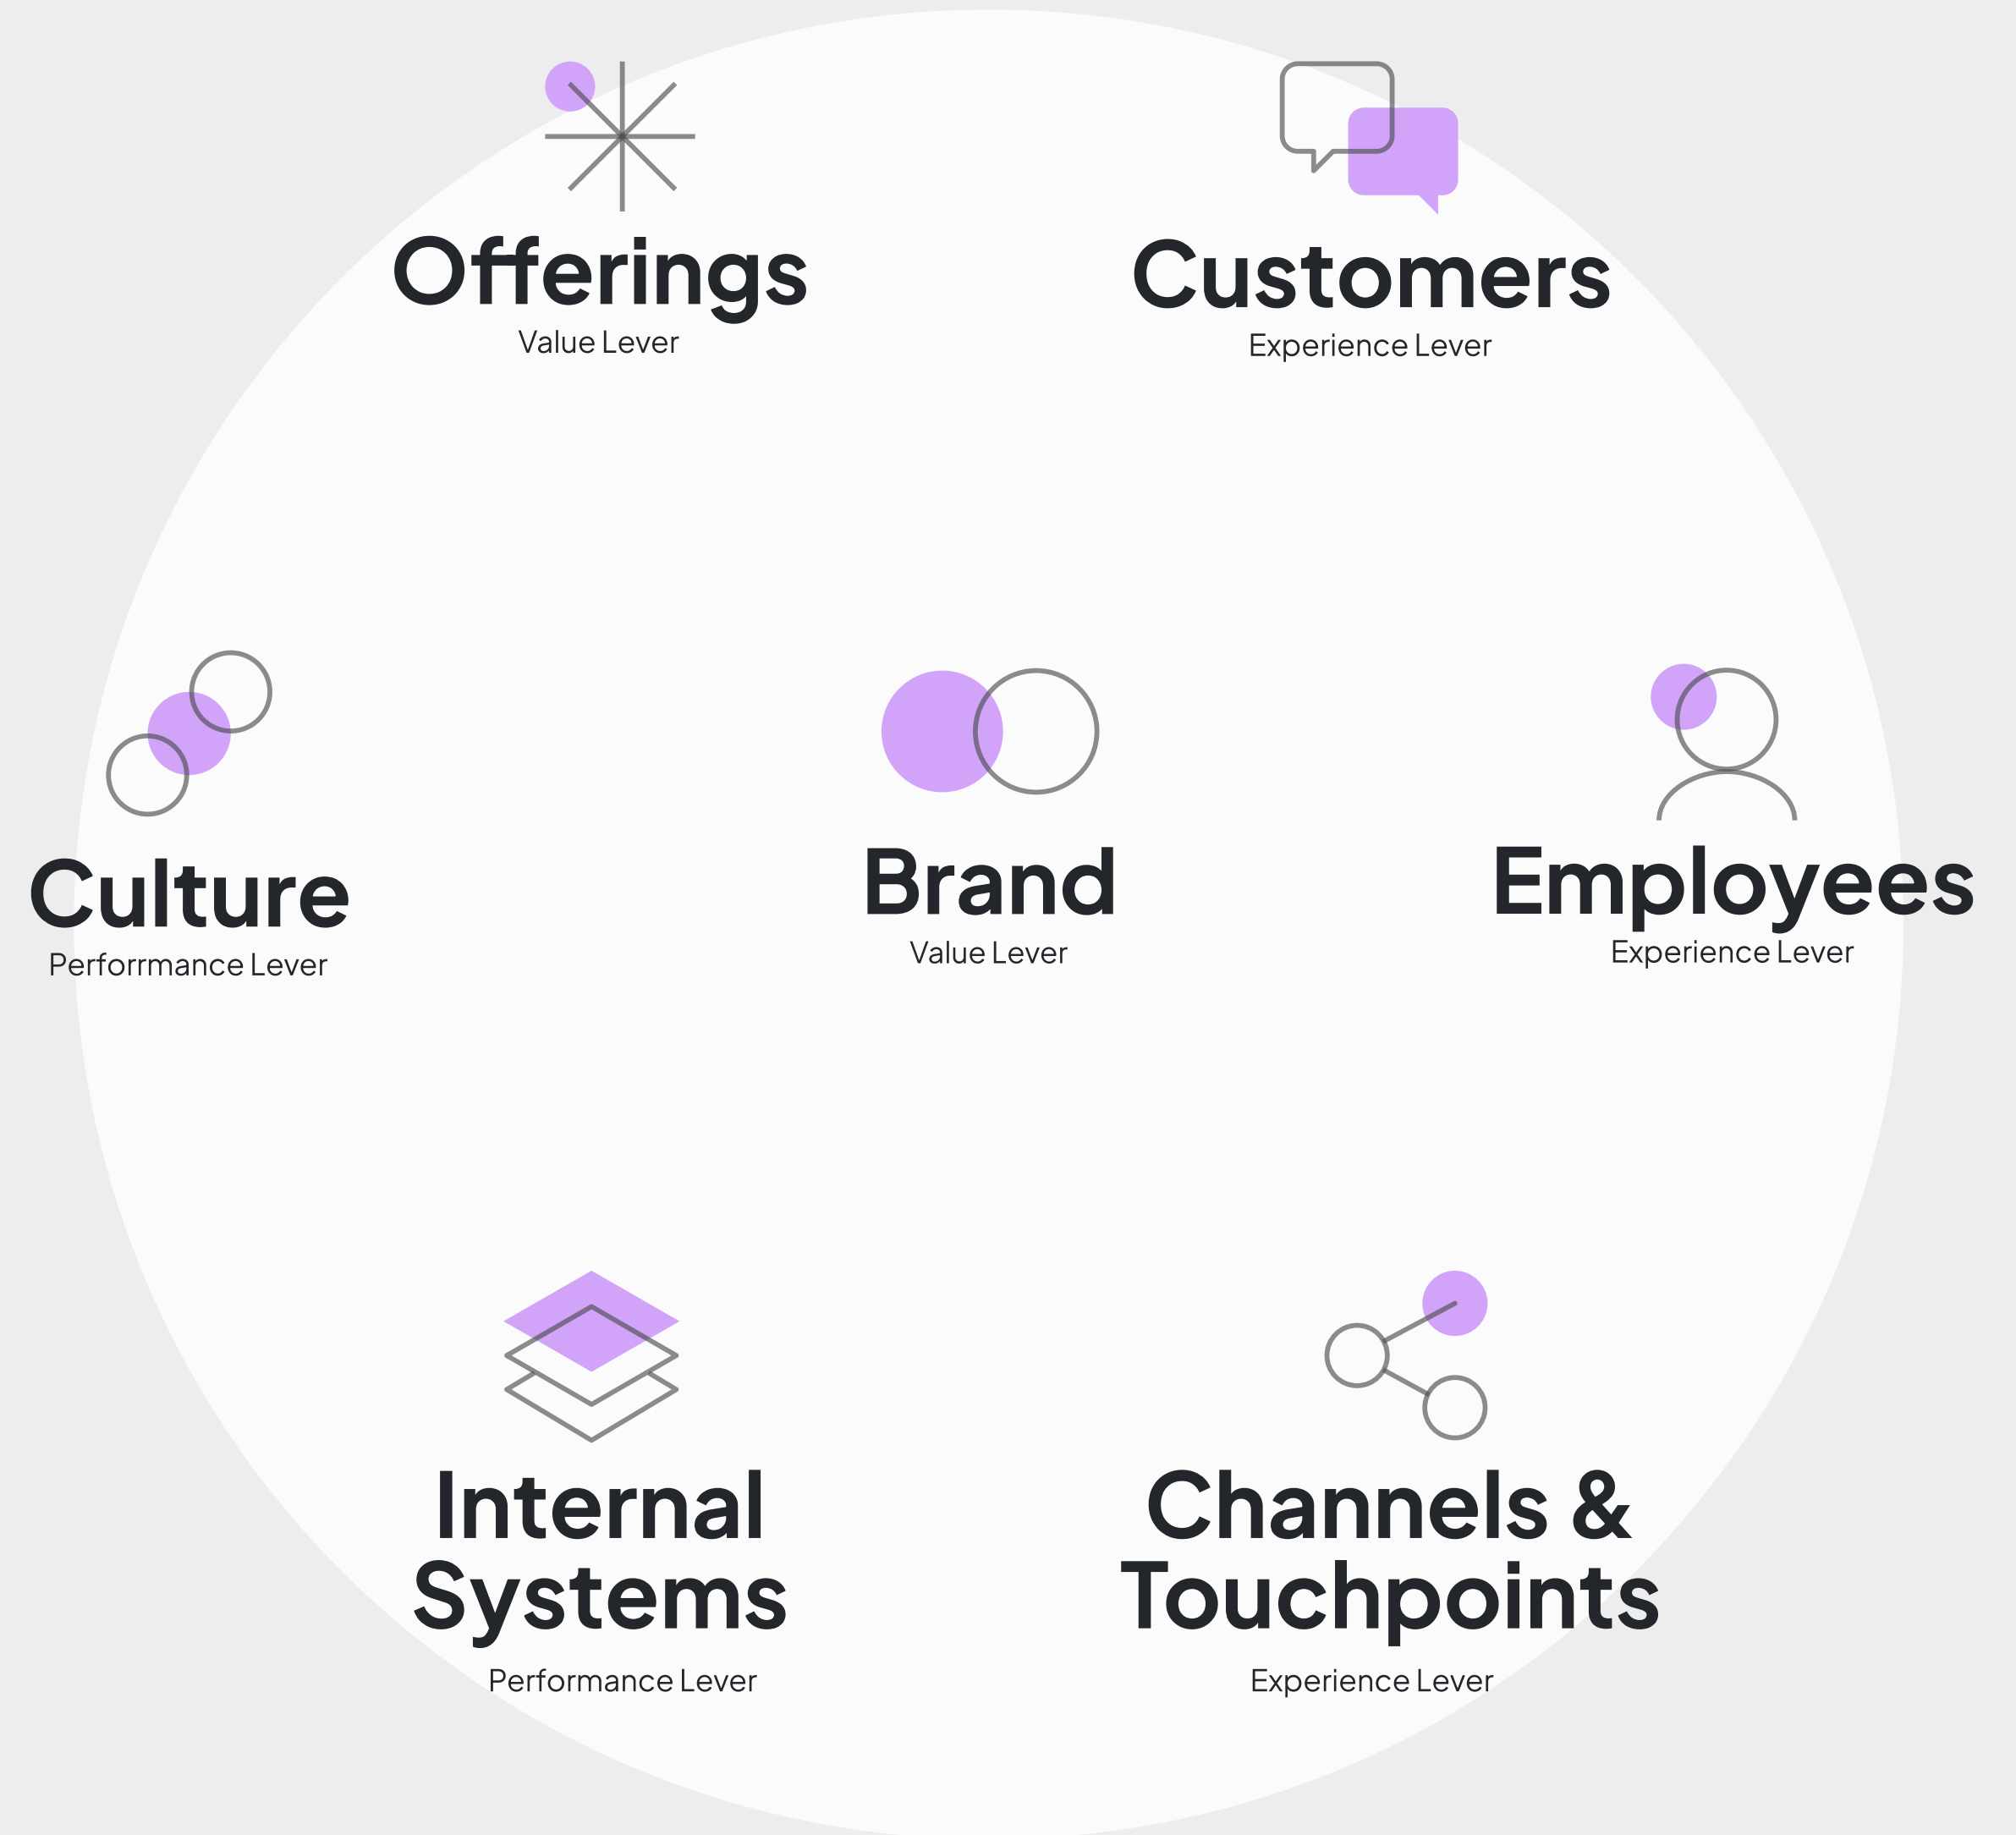 Offerings
Value Lever
Customers
Experience Lever
Culture
Performance Lever
Brand
Value Lever
Employees
Experience Lever
Internal
Systems
Performance Lever
Channels &
Touchpoints
Experience Lever